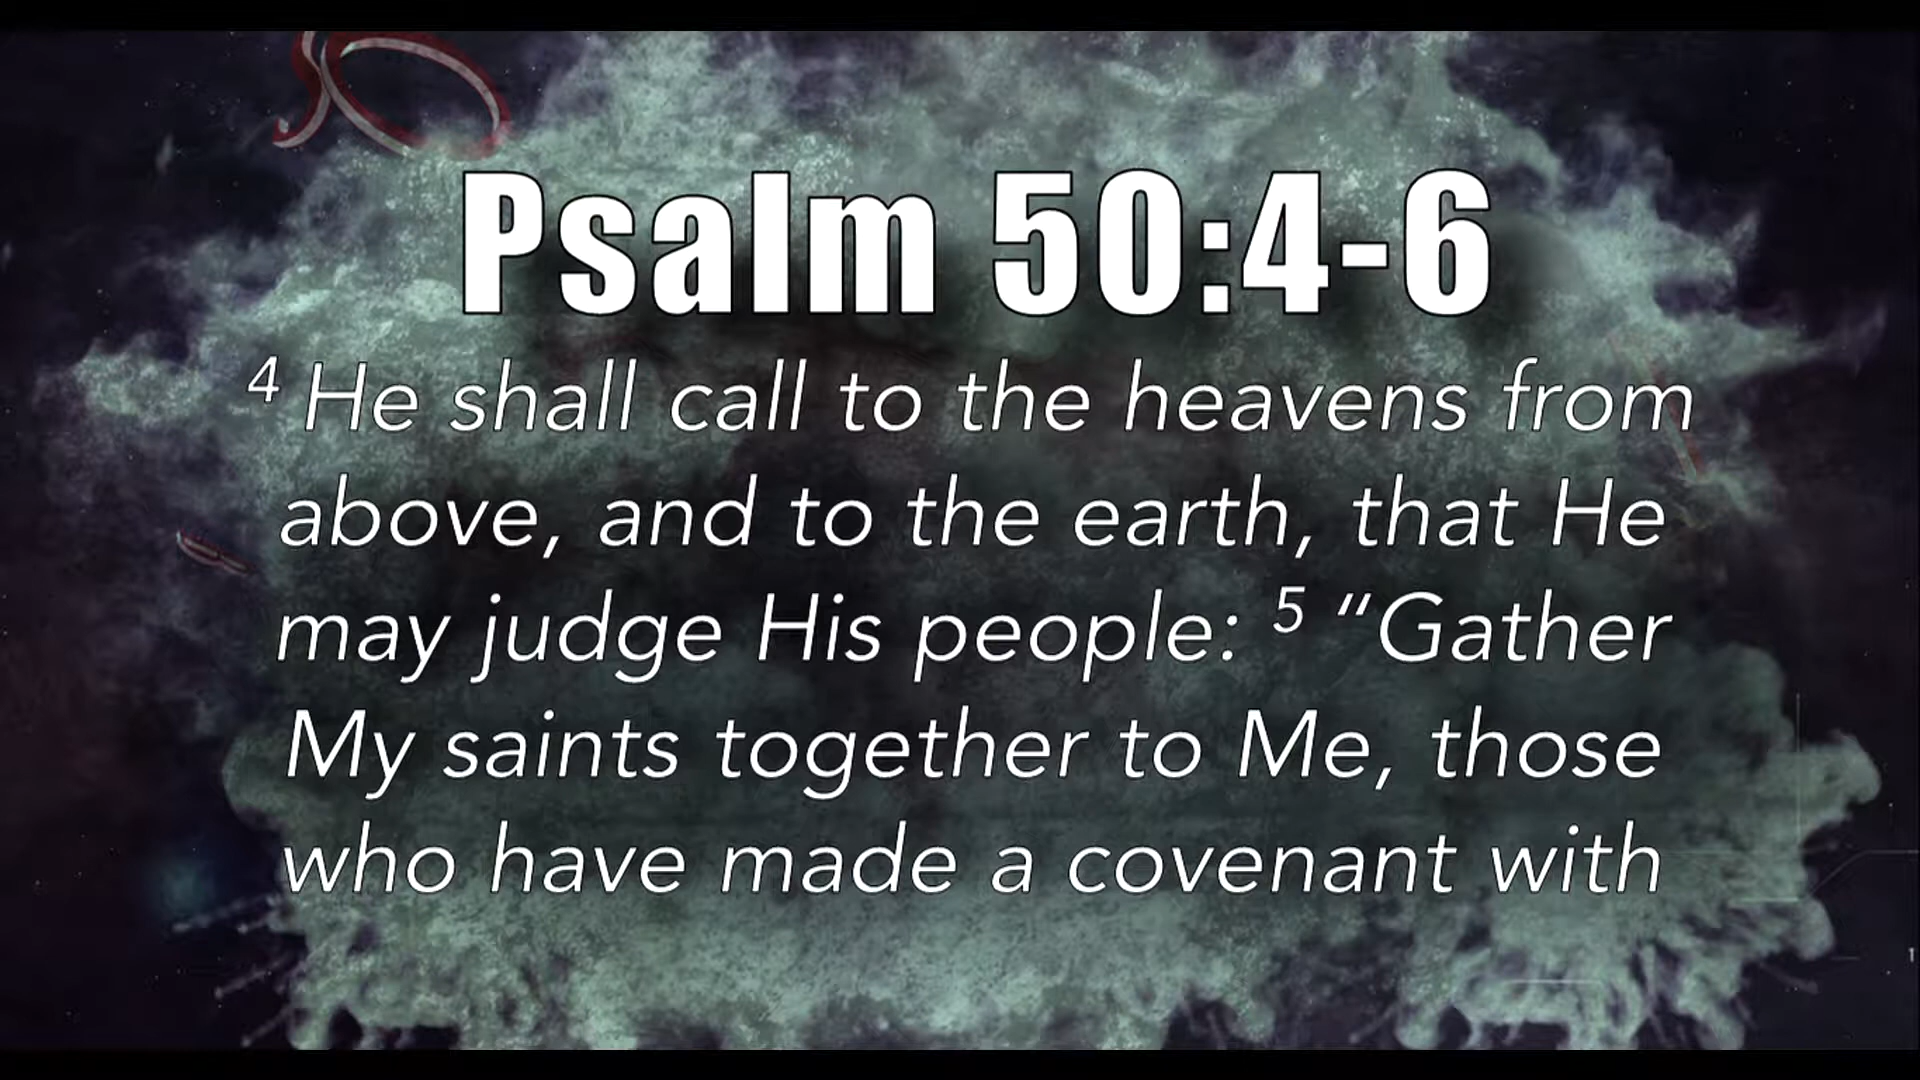 Psalm 50:4-6
4 He shall call to the heavens from
above, and to the earth, that He
may judge His people: 5 “Gather
My saints together to Me, those
who have made a covenant with